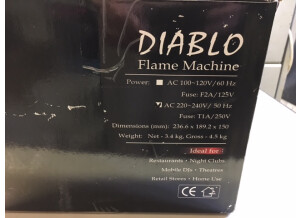 DIABLO
Flame Machine
Power: AC 100~120V/60 Hz
Fuse: F2A/125V
AC 220~240V/ 50 Hz
Fuse: T1A/250V
Dimensions (mm): 236.6 x 189.2 x 150
Weight: Net - 3.4 kg, Gross - 4.5 kg
Ideal for
Restaurants · Night Clubs
Mobile DJs · Theatres
Retail Stores · Home Use
CE